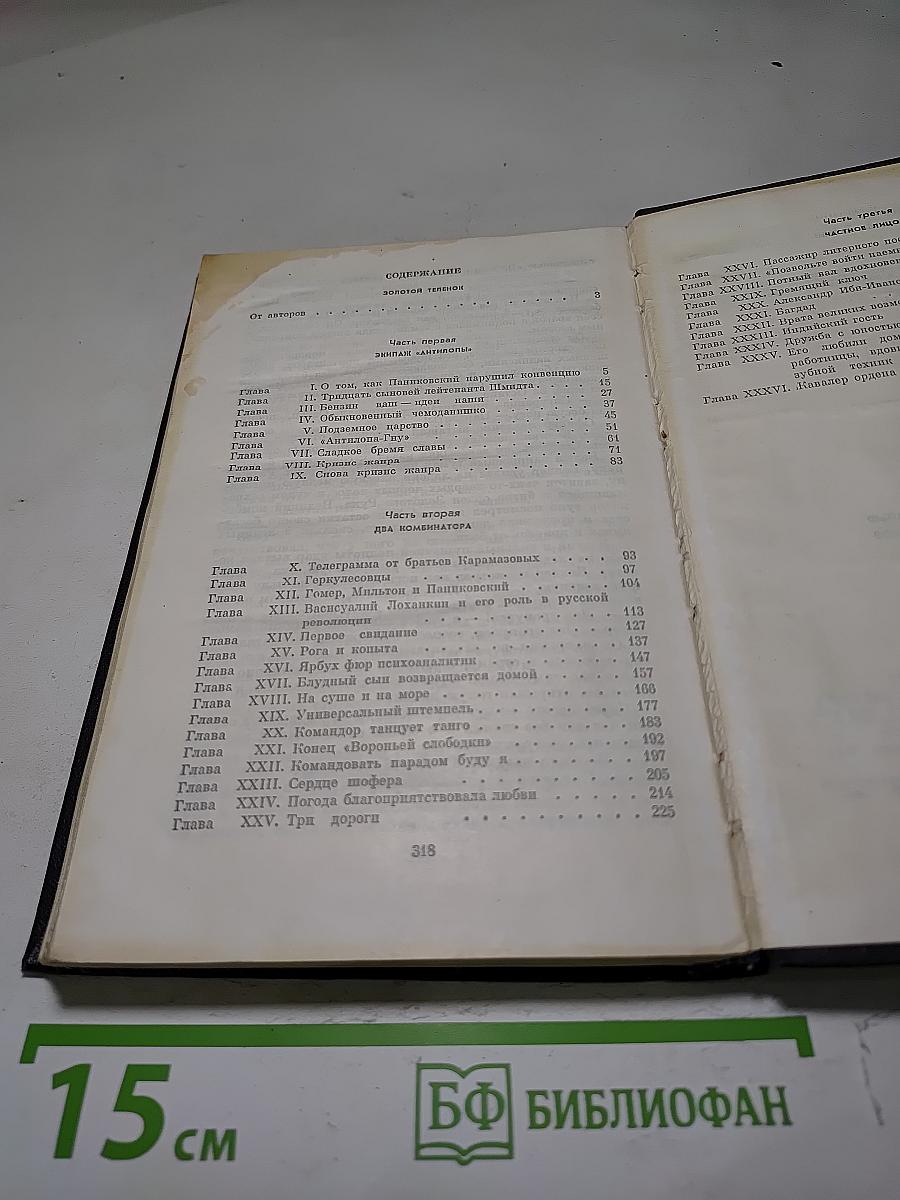 СОДЕРЖАНИЕ
ЗОЛОТОЙ ТЕЛЕНОК
От авторов . . . . . . . . . . . . . 3
Часть первая
ЭКИПАЖ «АНТИЛОПЫ»
Глава I. О том, как Паниковский нарушил конвенцию 5
Глава II. Тридцать сыновей лейтенанта Шмидта . . . 15
Глава III. Бензин ваш — идеи наши . . . . . . . 27
Глава IV. Обыкновенный чемоданишко . . . . . . 37
Глава V. Подземное царство . . . . . . . . . 45
Глава VI. «Антилопа-Гну» . . . . . . . . . . 51
Глава VII. Сладкое бремя славы . . . . . . . . 61
Глава VIII. Кризис жанра . . . . . . . . . . 71
Глава IX. Снова кризис жанра . . . . . . . . 83
Часть вторая
ДВА КОМБИНАТОРА
Глава X. Телеграмма от братьев Карамазовых . . . . 93
Глава XI. Геркулесовцы . . . . . . . . . . 97
Глава XII. Гомер, Мильтон и Паниковский . . . . . 104
Глава XIII. Васисуалий Лоханкин и его роль в русской
революции . . . . . . . . . . 113
Глава XIV. Первое свидание . . . . . . . . . 127
Глава XV. Рога и копыта . . . . . . . . . . 137
Глава XVI. Ярбух фюр психоаналитик . . . . . . . 147
Глава XVII. Блудный сын возвращается домой . . . . . 157
Глава XVIII. На суше и на море . . . . . . . . . 166
Глава XIX. Универсальный штемпель . . . . . . . . 177
Глава XX. Командор танцует танго . . . . . . . . 183
Глава XXI. Конец «Вороньей слободки» . . . . . . . 192
Глава XXII. Командовать парадом буду я . . . . . . . 197
Глава XXIII. Сердце шофера . . . . . . . . . . 205
Глава XXIV. Погода благоприятствовала любви . . . . . 214
Глава XXV. Три дороги . . . . . . . . . . . 225
318
Часть третья
ЧАСТНОЕ ЛИЦО
Глава XXVI. Пассажир литерного пое
Глава XXVII. «Позвольте войти наемн
Глава XXVIII. Потный вал вдохновен
Глава XXIX. Гремящий ключ
Глава XXX. Александр Ибн-Иванс
Глава XXXI. Багдад
Глава XXXII. Врата великих возмо
Глава XXXIII. Индийский гость
Глава XXXIV. Дружба с юностью
Глава XXXV. Его любили дом
работницы, вдовы
зубной техник
Глава XXXVI. Кавалер ордена
15 см
БФ БИБЛИОФАН